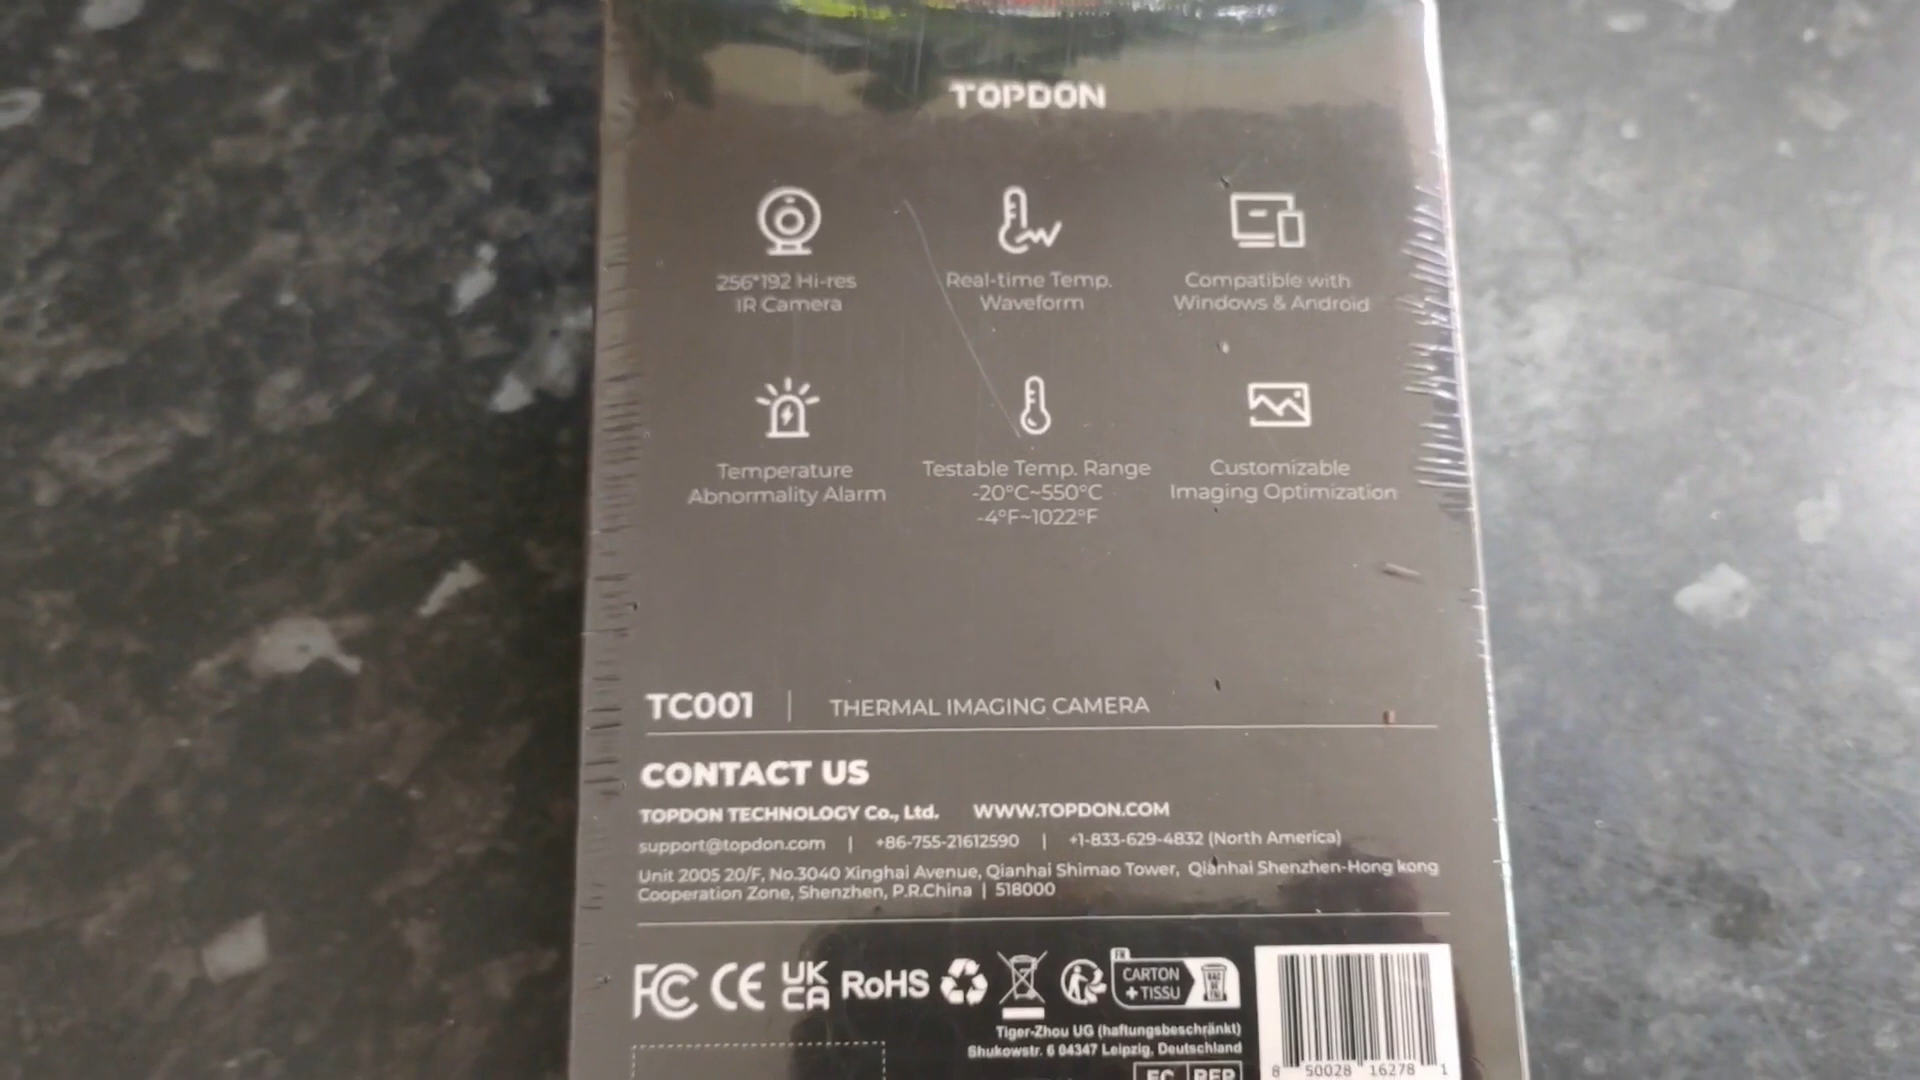 TOPDON
256*192 Hi-res
IR Camera
Real-time Temp.
Waveform
Compatible with
Windows & Android
Temperature
Abnormality Alarm
Testable Temp. Range
-20°C~550°C
-4°F~1022°F
Customizable
Imaging Optimization
TC001 | THERMAL IMAGING CAMERA
CONTACT US
TOPDON TECHNOLOGY Co., Ltd. WWW.TOPDON.COM
support@topdon.com | +86-755-21612590 | +1-833-629-4832 (North America)
Unit 2005 20/F, No.3040 Xinghai Avenue, Qianhai Shimao Tower, Qianhai Shenzhen-Hong kong
Cooperation Zone, Shenzhen, P.R.China | 518000
FC CE UK
CA RoHS
FR
CARTON
+ TISSU
Tiger-Zhou UG (haftungsbeschränkt)
Shukowstr. 6 04347 Leipzig, Deutschland
EC REP
8 50028 16278 1